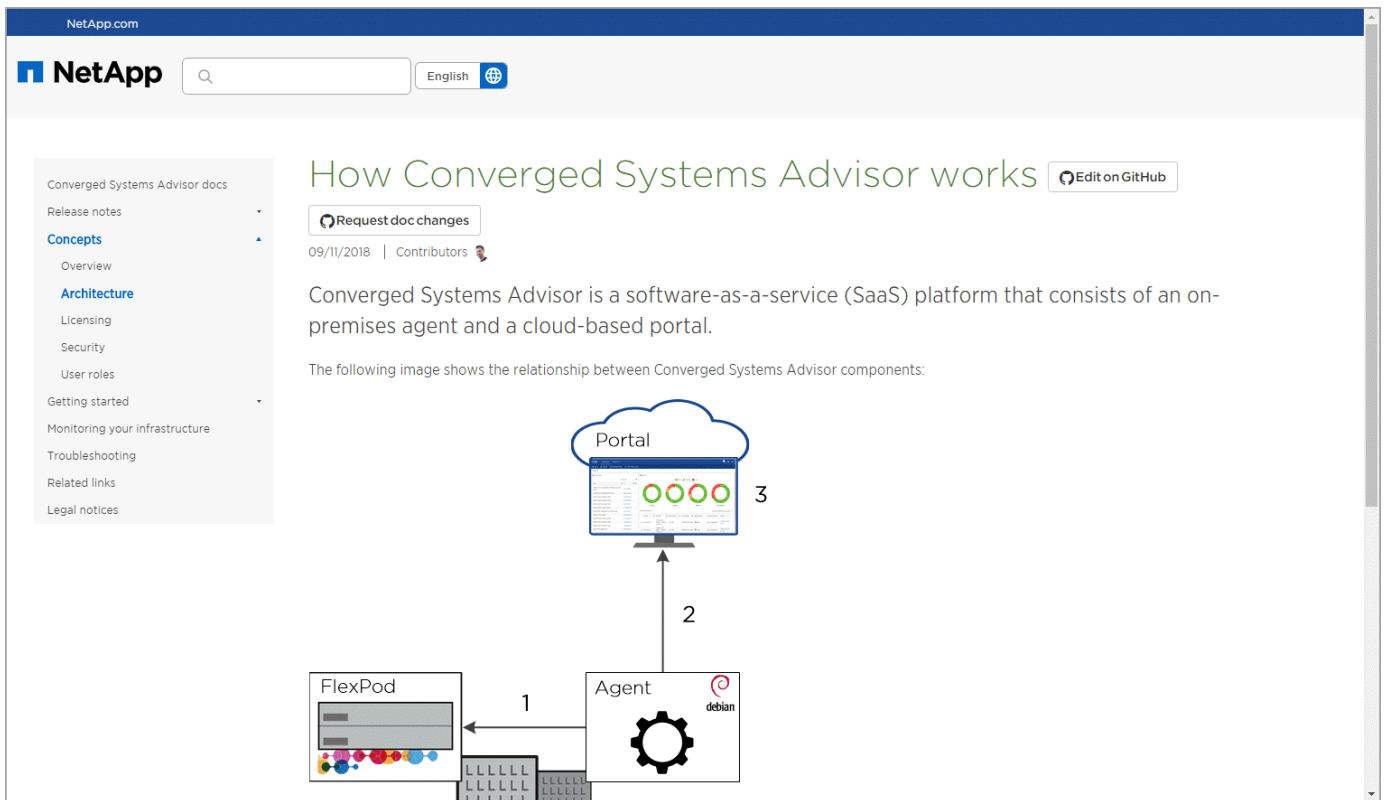 NetApp.com
NetApp
English
Converged Systems Advisor docs
Release notes
Concepts
Overview
Architecture
Licensing
Security
User roles
Getting started
Monitoring your infrastructure
Troubleshooting
Related links
Legal notices
How Converged Systems Advisor works
Edit on GitHub
Request doc changes
09/11/2018 | Contributors
Converged Systems Advisor is a software-as-a-service (SaaS) platform that consists of an on-
premises agent and a cloud-based portal.
The following image shows the relationship between Converged Systems Advisor components:
Portal
3
2
FlexPod
1
Agent
debian
LLLLLL
LLLLLL
LLLLL
LLLLL